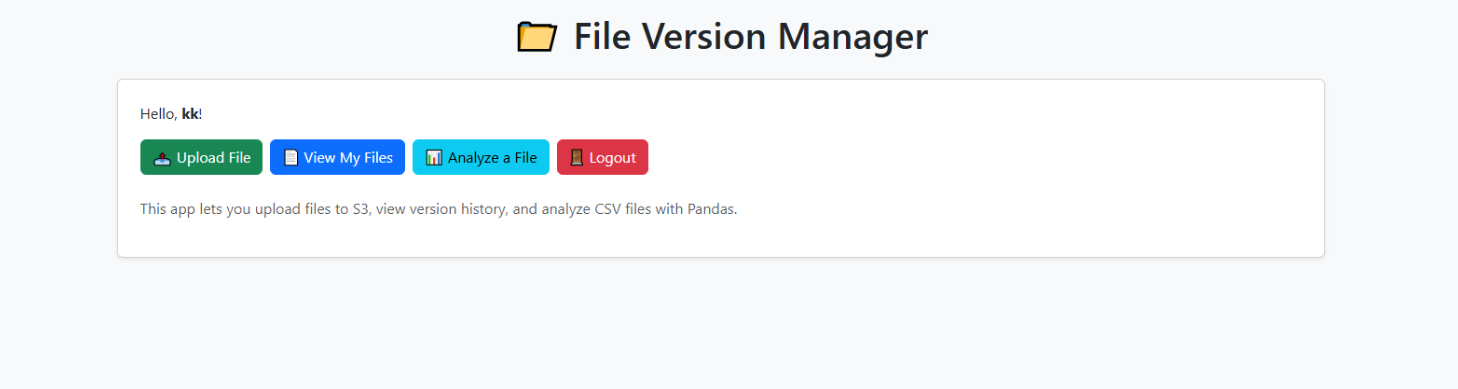 File Version Manager
Hello, kk!
Upload File View My Files Analyze a File Logout
This app lets you upload files to S3, view version history, and analyze CSV files with Pandas.